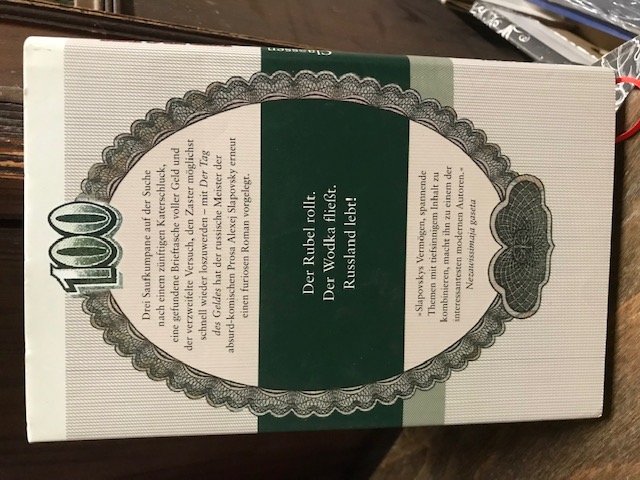 100
Drei Saufkumpane auf der Suche
nach einem zünftigen Katerschluck,
eine gefundene Brieftasche voller Geld und
der verzweifelte Versuch, den Zaster möglichst
schnell wieder loszuwerden – mit Der Tag
des Geldes hat der russische Meister der
absurd-komischen Prosa Alexej Slapovsky erneut
einen furiosen Roman vorgelegt.
Der Rubel rollt.
Der Wodka fließt.
Russland lebt!
»Slapovskys Vermögen, spannende
Themen mit tiefsinnigem Inhalt zu
kombinieren, macht ihn zu einem der
interessantesten modernen Autoren.«
Nezavissimaja gaseta
Claassen